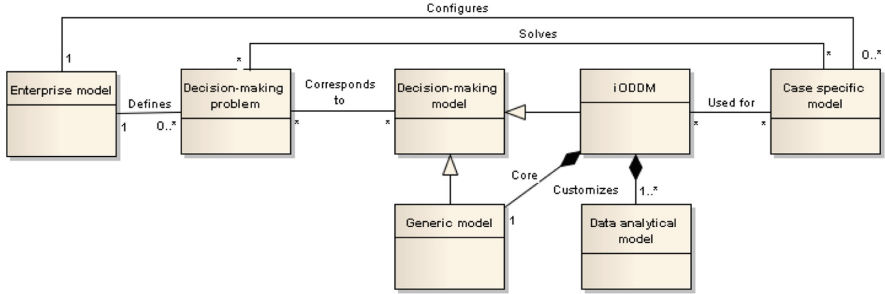 Configures
1
0..*
Solves
*
*
Enterprise model
Decision-making
problem
Decision-making
model
iODDM
Case specific
model
Defines
1
0..*
Corresponds
to
*
*
Used for
*
*
Core
1
Customizes
1..*
Generic model
Data analytical
model